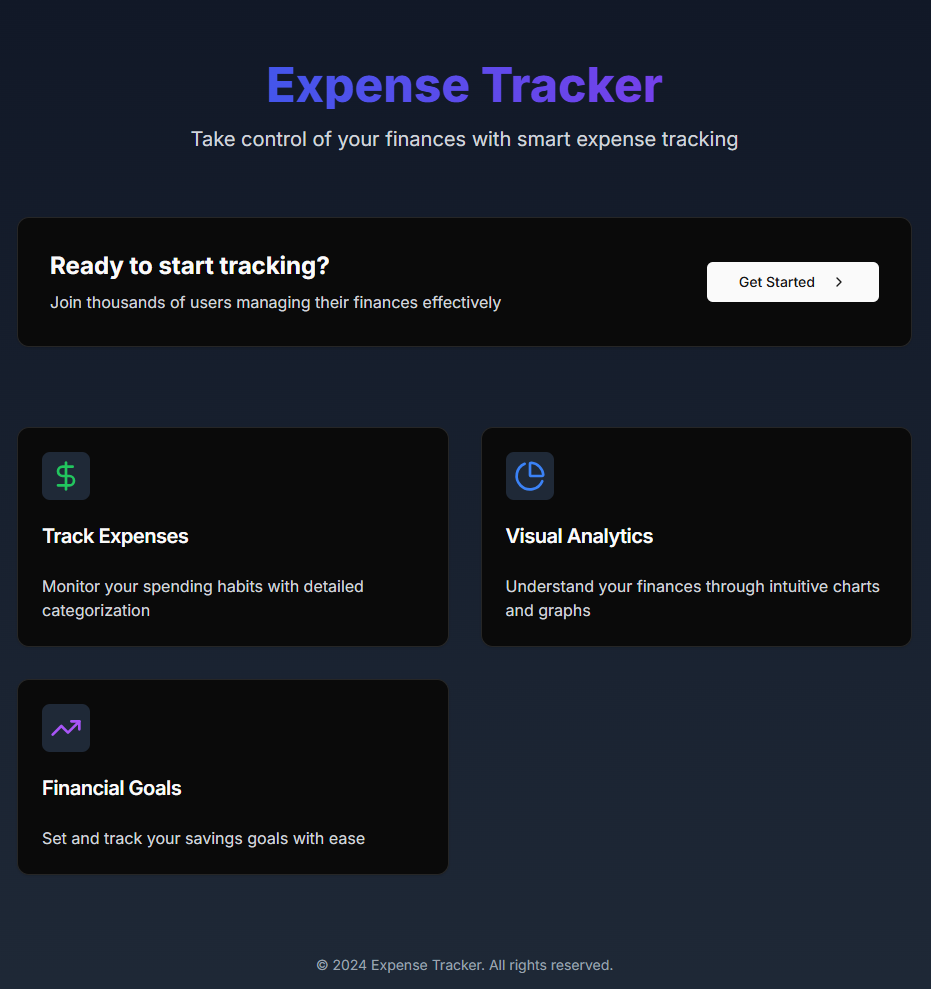 Expense Tracker
Take control of your finances with smart expense tracking
Ready to start tracking?
Join thousands of users managing their finances effectively
Get Started
Track Expenses
Monitor your spending habits with detailed
categorization
Visual Analytics
Understand your finances through intuitive charts
and graphs
Financial Goals
Set and track your savings goals with ease
© 2024 Expense Tracker. All rights reserved.